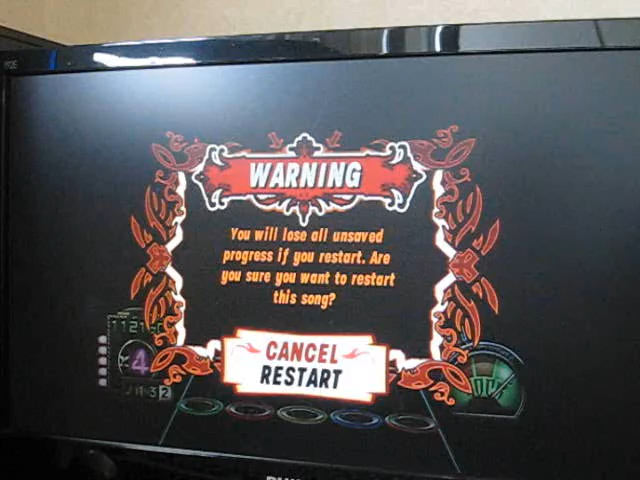 WARNING
You will lose all unsaved
progress if you restart. Are
you sure you want to restart
this song?
CANCEL
RESTART
4